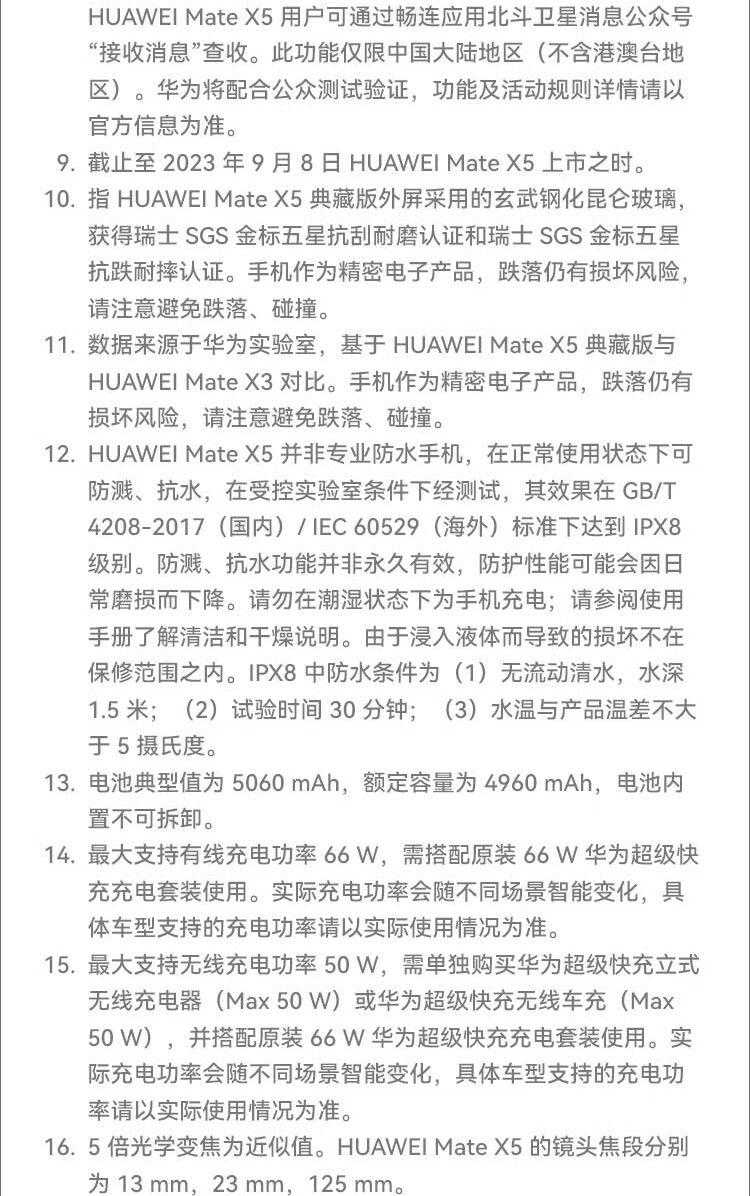 HUAWEI Mate X5 用户可通过畅连应用北斗卫星消息公众号
“接收消息”查收。此功能仅限中国大陆地区（不含港澳台地
区）。华为将配合公众测试验证，功能及活动规则详情请以
官方信息为准。
9. 截止至 2023 年 9 月 8 日 HUAWEI Mate X5 上市之时。
10. 指 HUAWEI Mate X5 典藏版外屏采用的玄武钢化昆仑玻璃，
获得瑞士 SGS 金标五星抗刮耐磨认证和瑞士 SGS 金标五星
抗跌耐摔认证。手机作为精密电子产品，跌落仍有损坏风险，
请注意避免跌落、碰撞。
11. 数据来源于华为实验室，基于 HUAWEI Mate X5 典藏版与
HUAWEI Mate X3 对比。手机作为精密电子产品，跌落仍有
损坏风险，请注意避免跌落、碰撞。
12. HUAWEI Mate X5 并非专业防水手机，在正常使用状态下可
防溅、抗水，在受控实验室条件下经测试，其效果在 GB/T
4208-2017（国内）/ IEC 60529（海外）标准下达到 IPX8
级别。防溅、抗水功能并非永久有效，防护性能可能会因日
常磨损而下降。请勿在潮湿状态下为手机充电；请参阅使用
手册了解清洁和干燥说明。由于浸入液体而导致的损坏不在
保修范围之内。IPX8 中防水条件为（1）无流动清水，水深
1.5 米；（2）试验时间 30 分钟；（3）水温与产品温差不大
于 5 摄氏度。
13. 电池典型值为 5060 mAh，额定容量为 4960 mAh，电池内
置不可拆卸。
14. 最大支持有线充电功率 66 W，需搭配原装 66 W 华为超级快
充充电套装使用。实际充电功率会随不同场景智能变化，具
体车型支持的充电功率请以实际使用情况为准。
15. 最大支持无线充电功率 50 W，需单独购买华为超级快充立式
无线充电器（Max 50 W）或华为超级快充无线车充（Max
50 W），并搭配原装 66 W 华为超级快充充电套装使用。实
际充电功率会随不同场景智能变化，具体车型支持的充电功
率请以实际使用情况为准。
16. 5 倍光学变焦为近似值。HUAWEI Mate X5 的镜头焦段分别
为 13 mm，23 mm，125 mm。